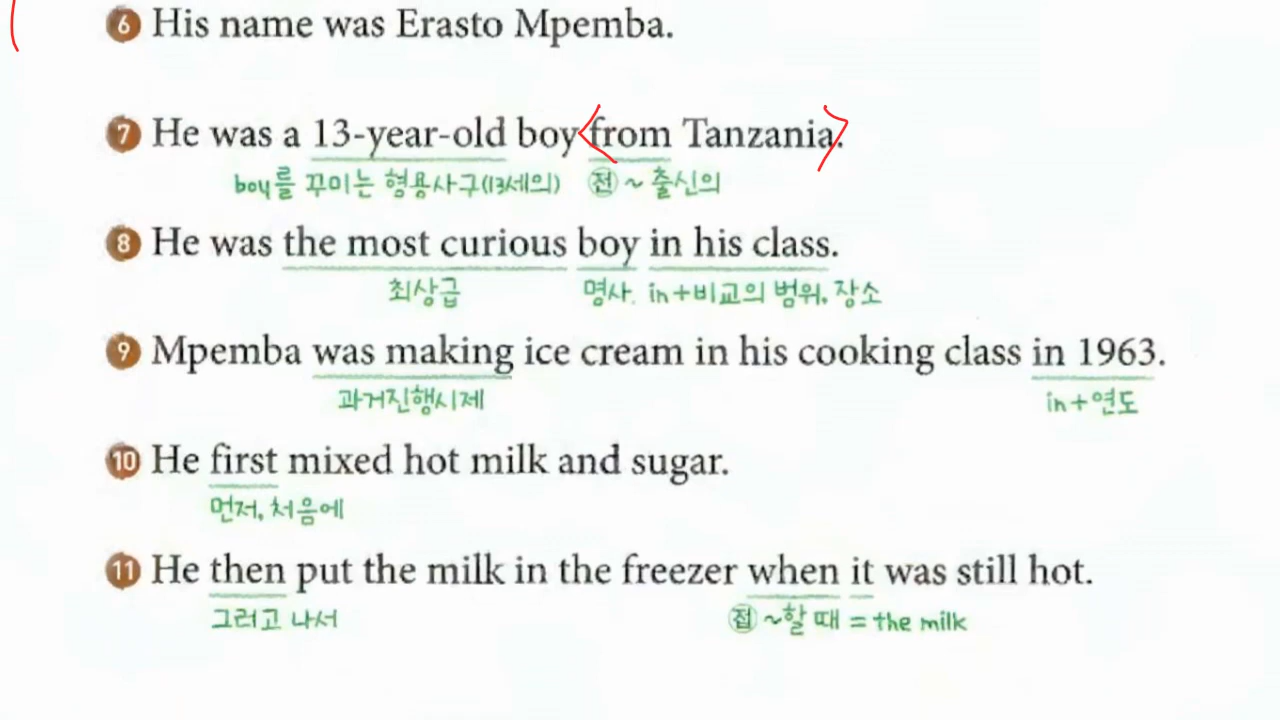 6 His name was Erasto Mpemba.
7 He was a 13-year-old boy from Tanzania.
boy를 꾸미는 형용사구(13세의) 전 ~출신의
8 He was the most curious boy in his class.
최상급 명사. in+비교의 범위, 장소
9 Mpemba was making ice cream in his cooking class in 1963.
과거진행시제 in+연도
10 He first mixed hot milk and sugar.
먼저, 처음에
11 He then put the milk in the freezer when it was still hot.
그러고 나서 접 ~할 때 = the milk